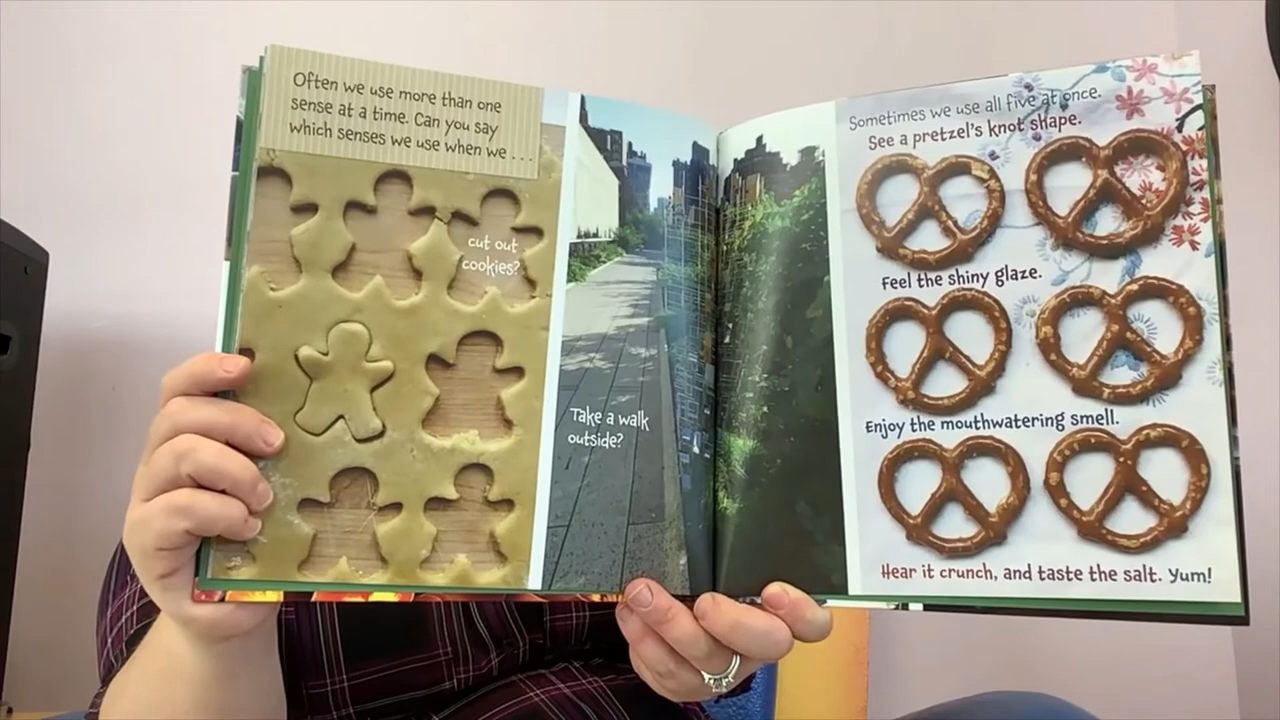 Often we use more than one
sense at a time. Can you say
which senses we use when we . . .
cut out
cookies?
Take a walk
outside?
Sometimes we use all five at once.
See a pretzel's knot shape.
Feel the shiny glaze.
Enjoy the mouthwatering smell.
Hear it crunch, and taste the salt. Yum!